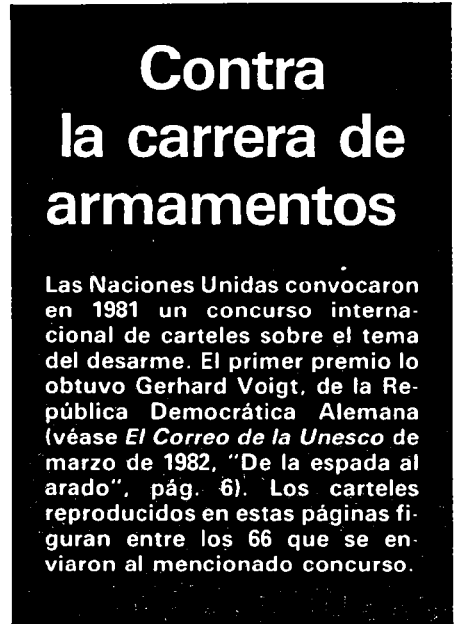 Contra
la carrera de
armamentos
Las Naciones Unidas convocaron
en 1981 un concurso interna-
cional de carteles sobre el tema
del desarme. El primer premio lo
obtuvo Gerhard Voigt, de la Re-
pública Democrática Alemana
(véase El Correo de la Unesco de
marzo de 1982, "De la espada al
arado", pág. 6). Los carteles
reproducidos en estas páginas fi-
guran entre los 66 que se en-
viaron al mencionado concurso.